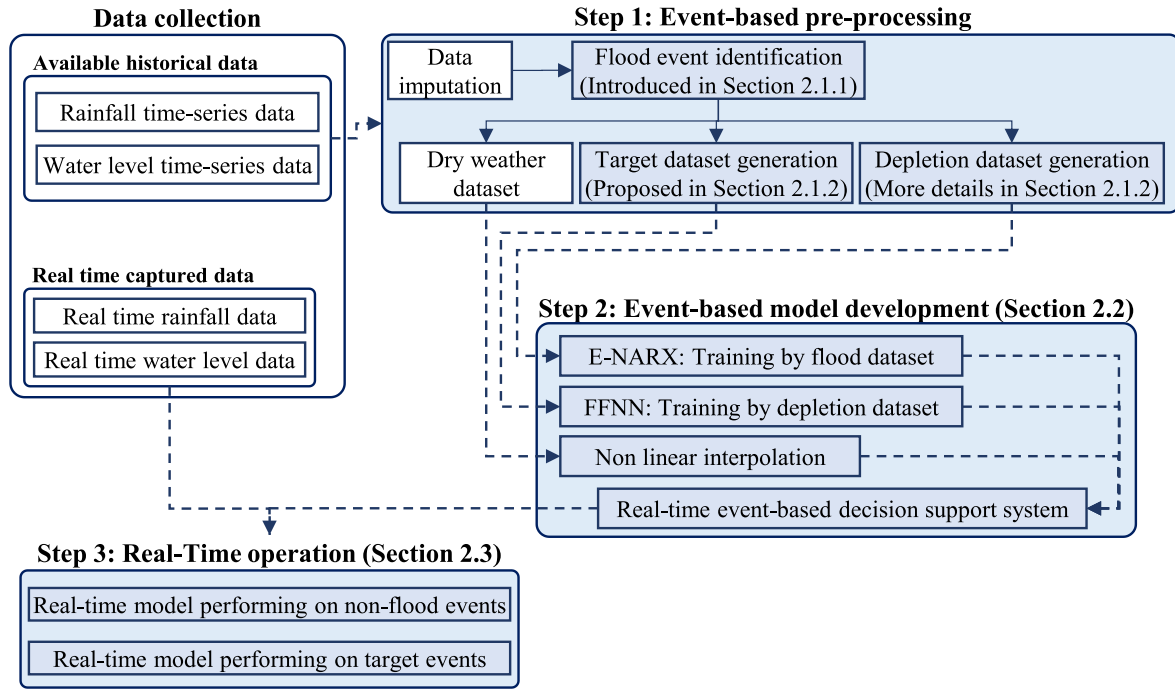 Data collection
Available historical data
Rainfall time-series data
Water level time-series data
Real time captured data
Real time rainfall data
Real time water level data
Step 1: Event-based pre-processing
Data
imputation
Flood event identification
(Introduced in Section 2.1.1)
Dry weather
dataset
Target dataset generation
(Proposed in Section 2.1.2)
Depletion dataset generation
(More details in Section 2.1.2)
Step 2: Event-based model development (Section 2.2)
E-NARX: Training by flood dataset
FFNN: Training by depletion dataset
Non linear interpolation
Real-time event-based decision support system
Step 3: Real-Time operation (Section 2.3)
Real-time model performing on non-flood events
Real-time model performing on target events